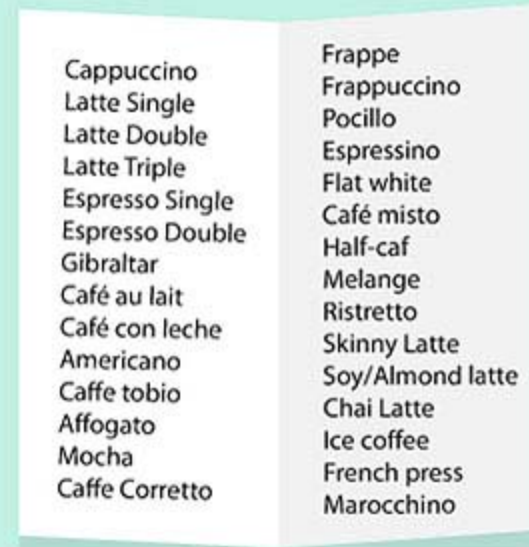 Cappuccino
Latte Single
Latte Double
Latte Triple
Espresso Single
Espresso Double
Gibraltar
Café au lait
Café con leche
Americano
Caffe tobio
Affogato
Mocha
Caffe Corretto
Frappe
Frappuccino
Pocillo
Espressino
Flat white
Café misto
Half-caf
Melange
Ristretto
Skinny Latte
Soy/Almond latte
Chai Latte
Ice coffee
French press
Marocchino